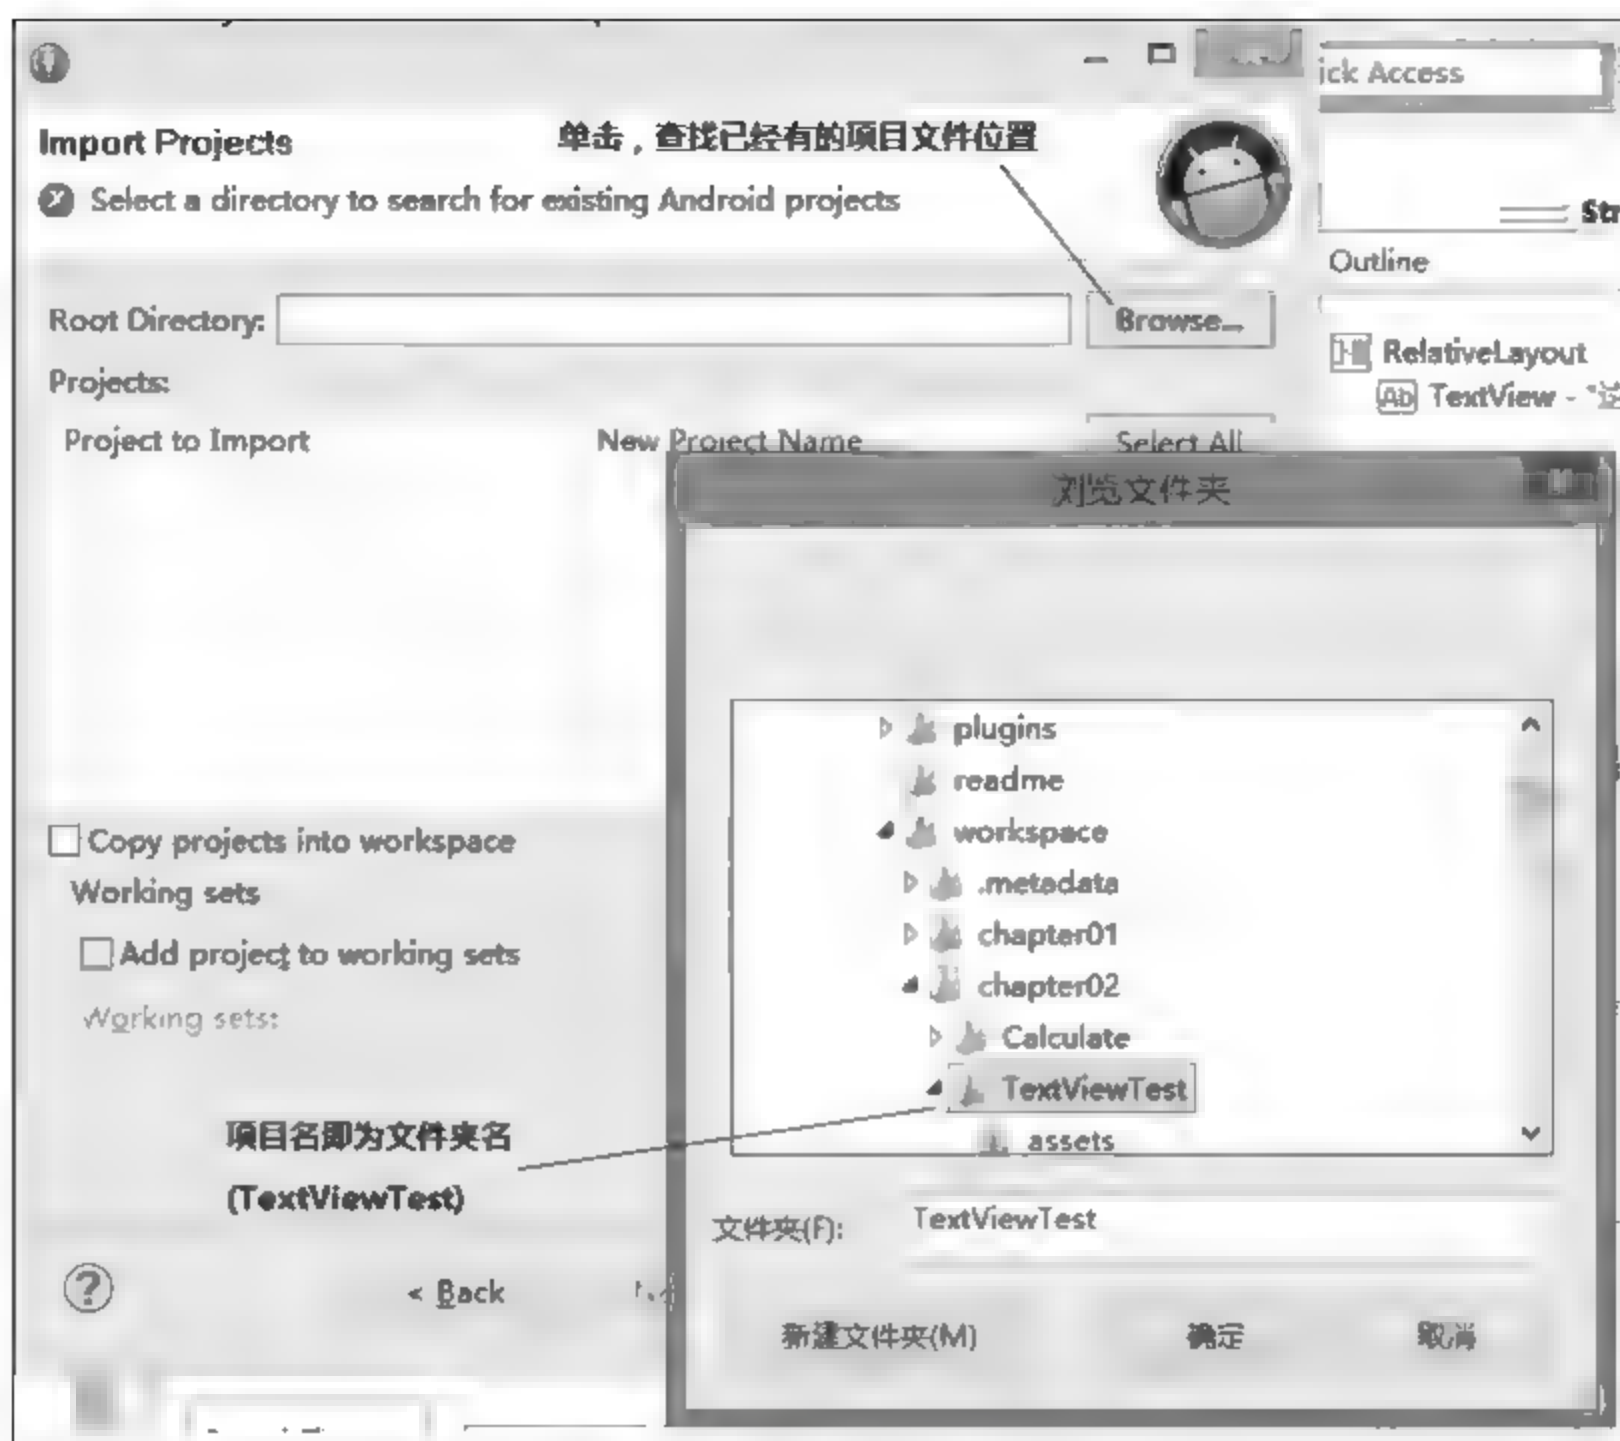 ick Access
Import Projects
单击，查找已经有的项目文件位置
Select a directory to search for existing Android projects
Str
Outline
Root Directory:
Browse...
RelativeLayout
Projects:
Ab TextView - "
Project to Import
New Project Name
Select All
浏览文件夹
plugins
readme
workspace
.metadata
chapter01
chapter02
Calculate
TextViewTest
assets
Copy projects into workspace
Working sets
Add project to working sets
Working sets:
项目名即为文件夹名
(TextViewTest)
文件夹(F):
TextViewTest
< Back
新建文件夹(M)
确定
取消